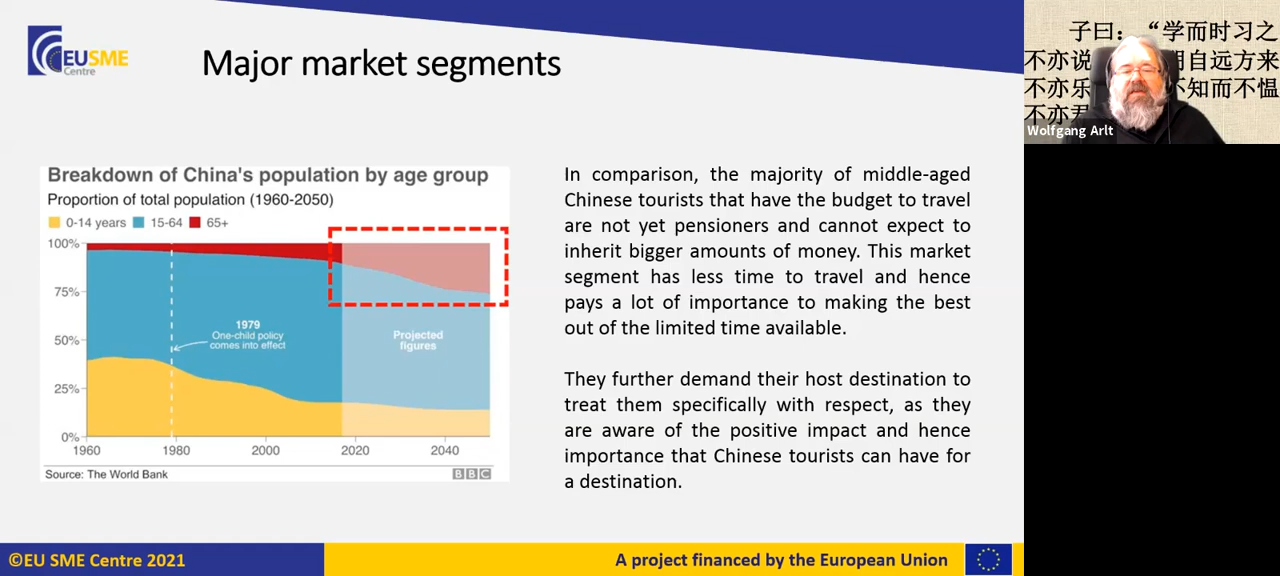 EUSME
Centre
Major market segments
Breakdown of China's population by age group
Proportion of total population (1960-2050)
0-14 years 15-64 65+
100%
75%
50%
25%
0%
1979
One-child policy
comes into effect
Projected
figures
1960 1980 2000 2020 2040
Source: The World Bank
BBC
In comparison, the majority of middle-aged
Chinese tourists that have the budget to travel
are not yet pensioners and cannot expect to
inherit bigger amounts of money. This market
segment has less time to travel and hence
pays a lot of importance to making the best
out of the limited time available.
They further demand their host destination to
treat them specifically with respect, as they
are aware of the positive impact and hence
importance that Chinese tourists can have for
a destination.
©EU SME Centre 2021
A project financed by the European Union
子曰：“学而时习之
不亦说 自远方来
不亦乐 不知而不愠
不亦君
Wolfgang Arlt